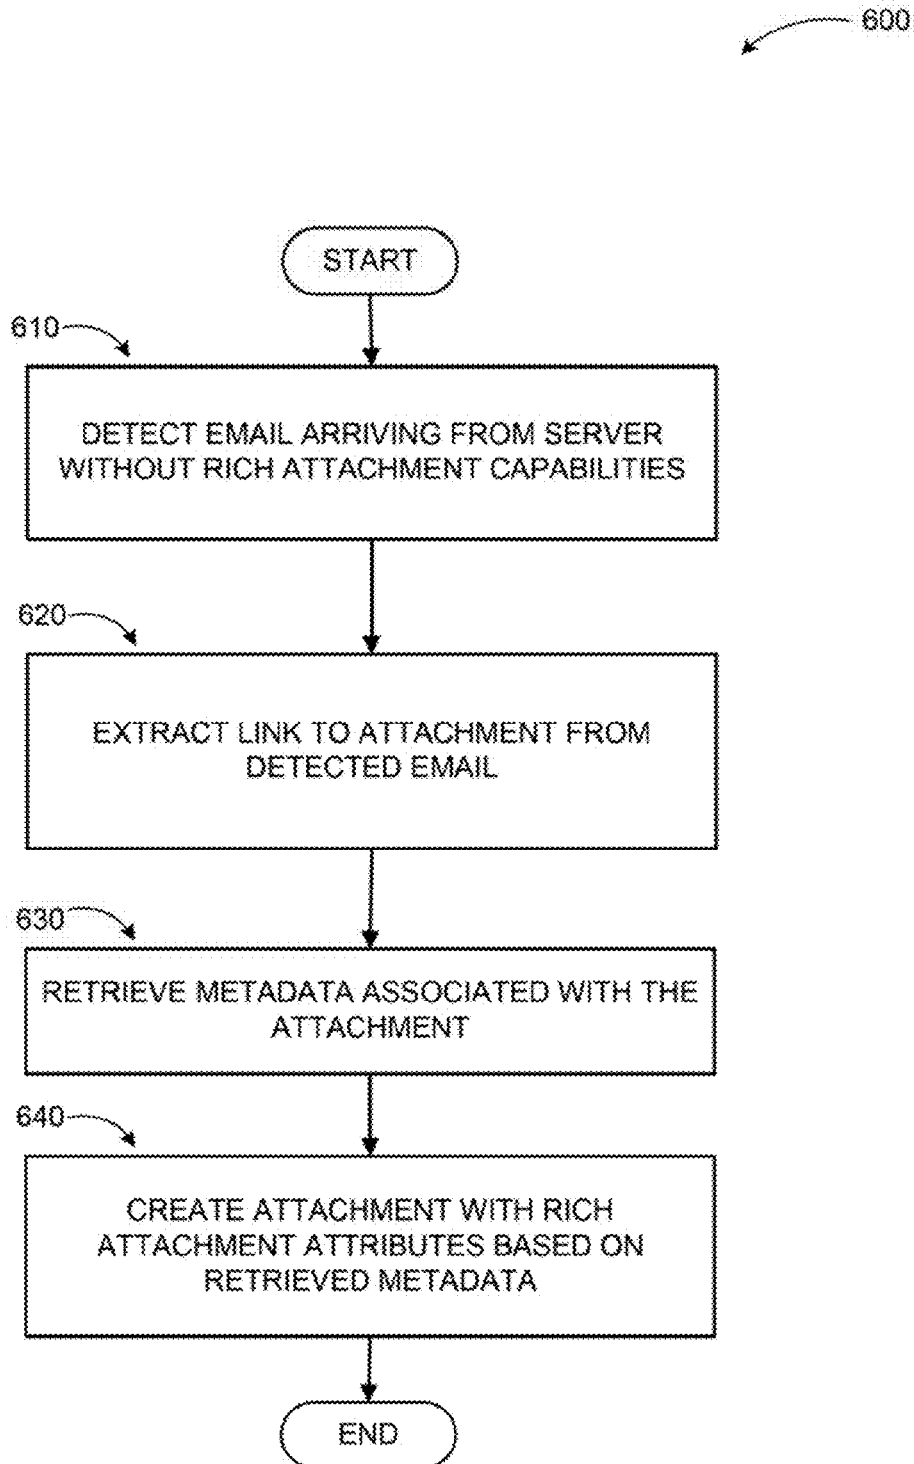 600
START
610
DETECT EMAIL ARRIVING FROM SERVER
WITHOUT RICH ATTACHMENT CAPABILITIES
620
EXTRACT LINK TO ATTACHMENT FROM
DETECTED EMAIL
630
RETRIEVE METADATA ASSOCIATED WITH THE
ATTACHMENT
640
CREATE ATTACHMENT WITH RICH
ATTACHMENT ATTRIBUTES BASED ON
RETRIEVED METADATA
END